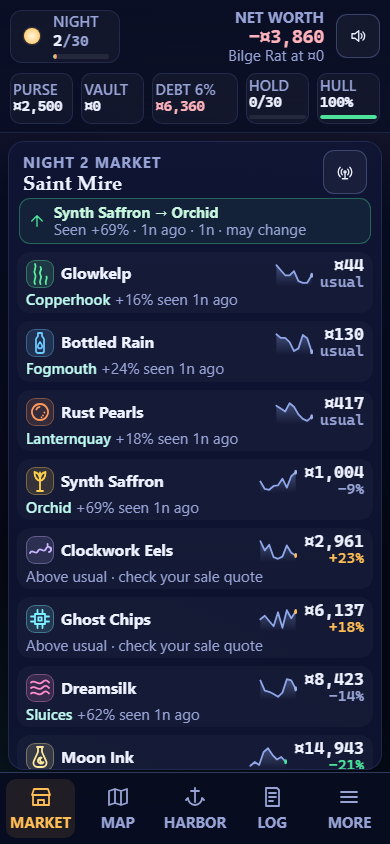 NIGHT
2/30
NET WORTH
−¤3,860
Bilge Rat at ¤0
PURSE
¤2,500
VAULT
¤0
DEBT 6%
¤6,360
HOLD
0/30
HULL
100%
NIGHT 2 MARKET
Saint Mire
Synth Saffron → Orchid
Seen +69% · 1n ago · 1n · may change
Glowkelp
¤44
usual
Copperhook +16% seen 1n ago
Bottled Rain
¤130
usual
Fogmouth +24% seen 1n ago
Rust Pearls
¤417
usual
Lanternquay +18% seen 1n ago
Synth Saffron
¤1,004
−9%
Orchid +69% seen 1n ago
Clockwork Eels
¤2,961
+23%
Above usual · check your sale quote
Ghost Chips
¤6,137
+18%
Above usual · check your sale quote
Dreamsilk
¤8,423
−14%
Sluices +62% seen 1n ago
Moon Ink
¤14,943
−21%
MARKET
MAP
HARBOR
LOG
MORE